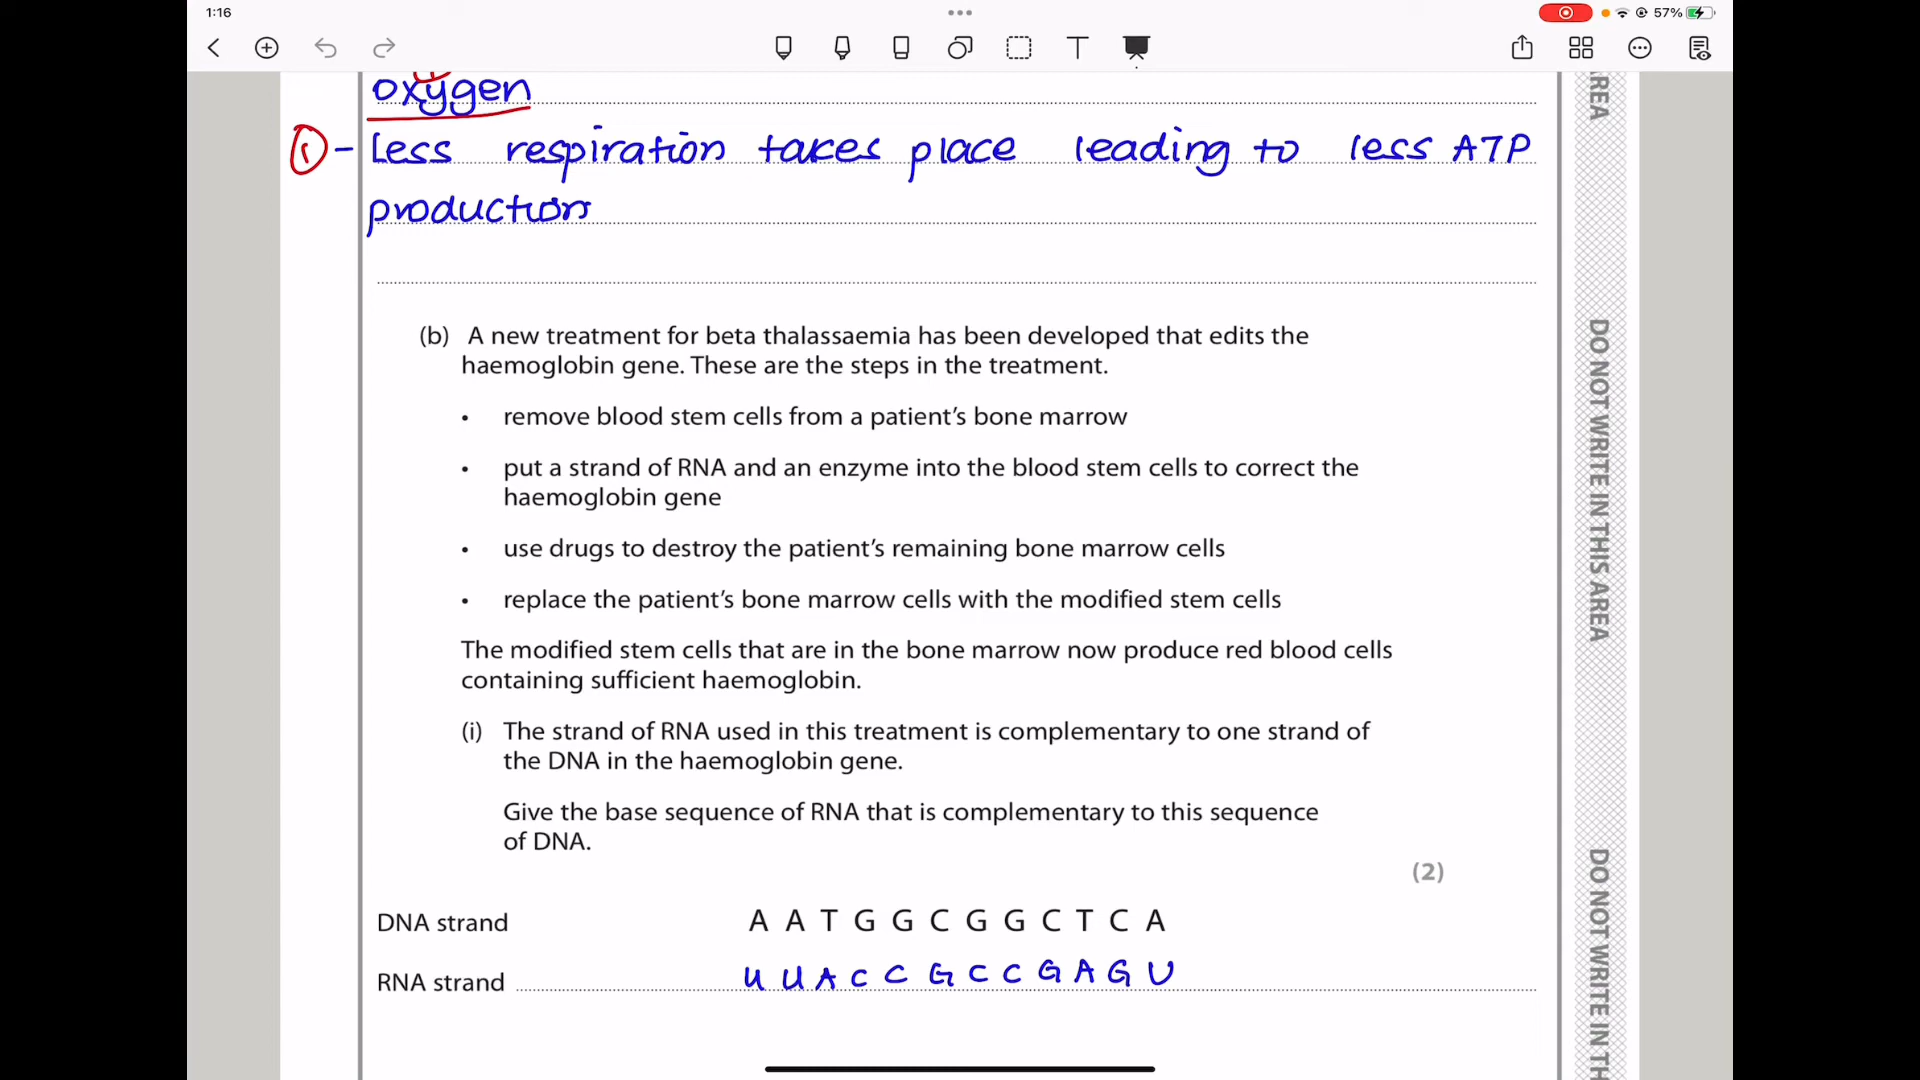 1:16
57%
oxygen
① - Less respiration takes place leading to less ATP
production
(b) A new treatment for beta thalassaemia has been developed that edits the
haemoglobin gene. These are the steps in the treatment.
• remove blood stem cells from a patient's bone marrow
• put a strand of RNA and an enzyme into the blood stem cells to correct the
haemoglobin gene
• use drugs to destroy the patient's remaining bone marrow cells
• replace the patient's bone marrow cells with the modified stem cells
The modified stem cells that are in the bone marrow now produce red blood cells
containing sufficient haemoglobin.
(i) The strand of RNA used in this treatment is complementary to one strand of
the DNA in the haemoglobin gene.
Give the base sequence of RNA that is complementary to this sequence
of DNA.
(2)
DNA strand A A T G G C G G C T C A
RNA strand U U A C C G C C G A G U
REA
DO NOT WRITE IN THIS AREA
DO NOT WRITE IN TH